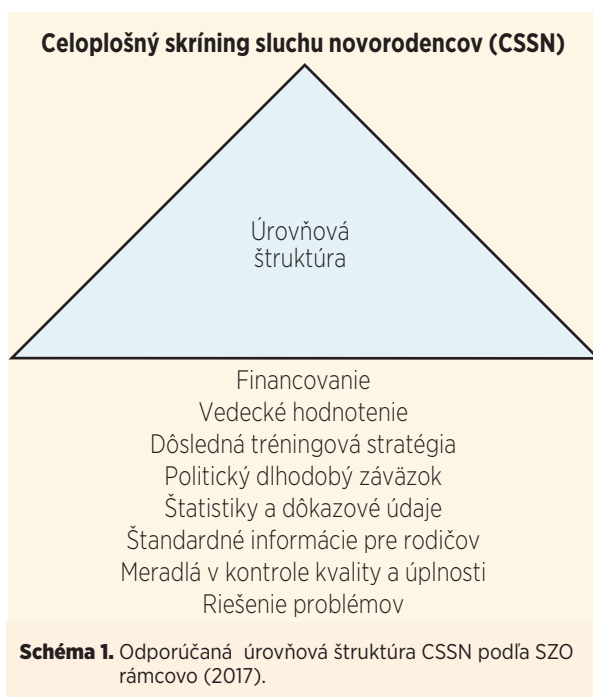 Celoplošný skríning sluchu novorodencov (CSSN)
Úrovňová
štruktúra
Financovanie
Vedecké hodnotenie
Dôsledná tréningová stratégia
Politický dlhodobý záväzok
Štatistiky a dôkazové údaje
Štandardné informácie pre rodičov
Meradlá v kontrole kvality a úplnosti
Riešenie problémov
Schéma 1. Odporúčaná úrovňová štruktúra CSSN podľa SZO
rámcovo (2017).